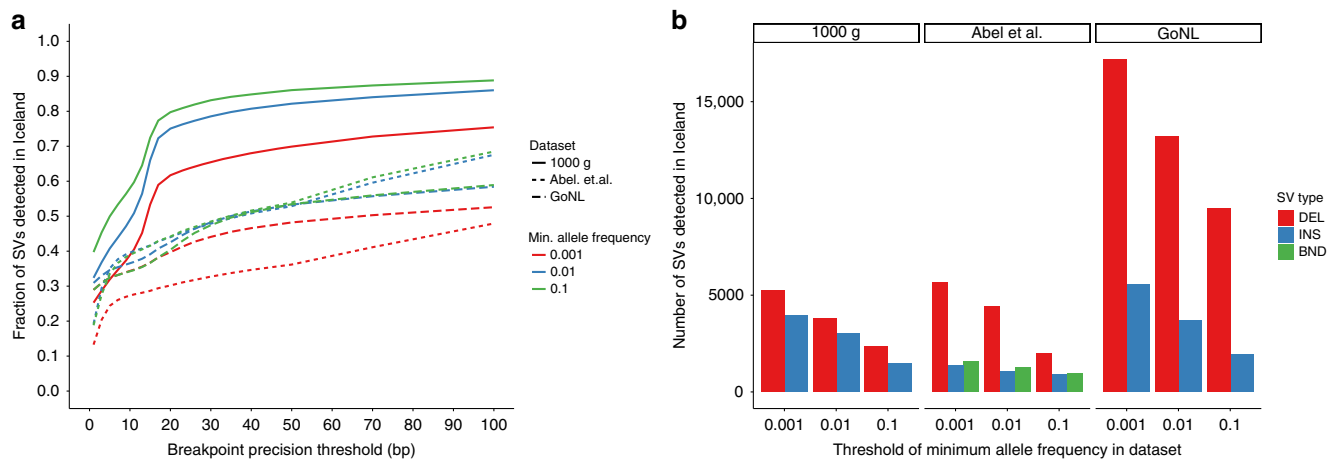 a
Fraction of SVs detected in Iceland
1.0
0.9
0.8
0.7
0.6
0.5
0.4
0.3
0.2
0.1
0.0
0 10 20 30 40 50 60 70 80 90 100
Breakpoint precision threshold (bp)
Dataset
1000 g
Abel. et.al.
GoNL
Min. allele frequency
0.001
0.01
0.1
b
1000 g Abel et al. GoNL
Number of SVs detected in Iceland
15,000
10,000
5000
0
0.001 0.01 0.1 0.001 0.01 0.1 0.001 0.01 0.1
Threshold of minimum allele frequency in dataset
SV type
DEL
INS
BND